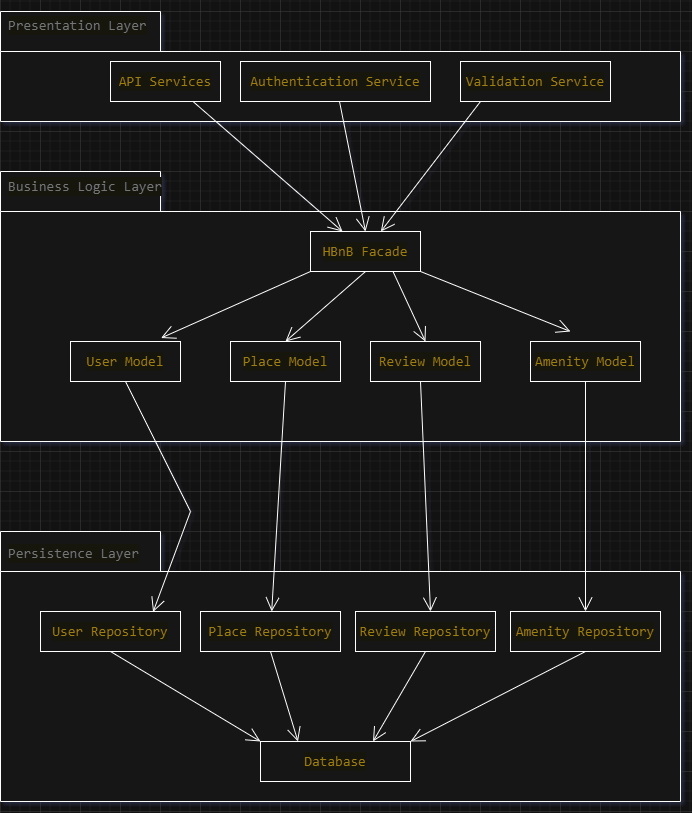 Presentation Layer
API Services
Authentication Service
Validation Service
Business Logic Layer
HBnB Facade
User Model
Place Model
Review Model
Amenity Model
Persistence Layer
User Repository
Place Repository
Review Repository
Amenity Repository
Database